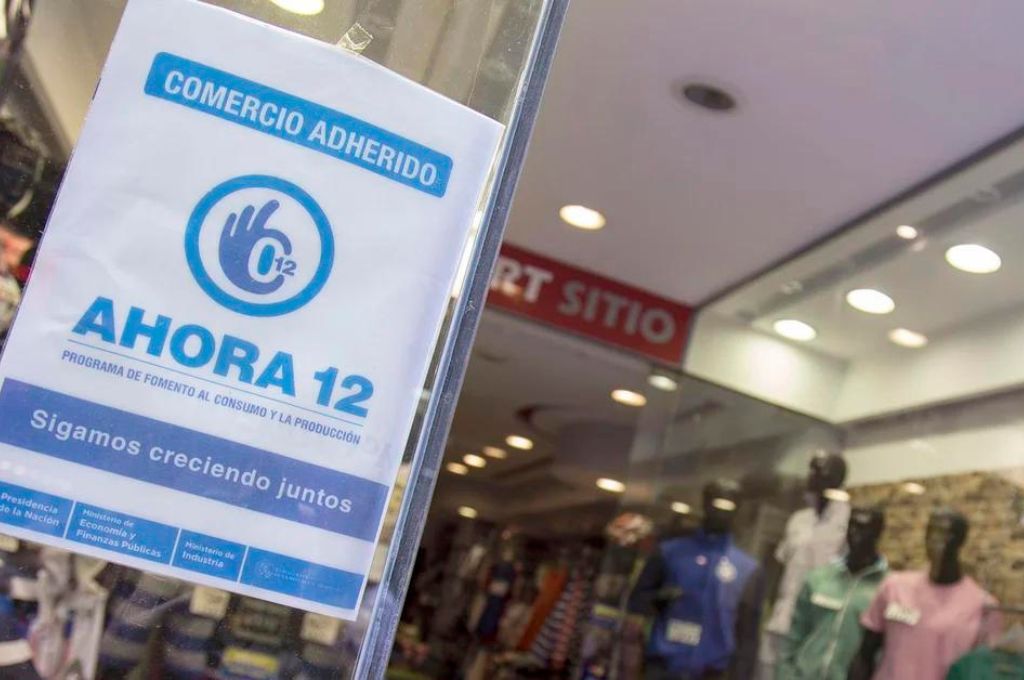 COMERCIO ADHERIDO
12
AHORA 12
PROGRAMA DE FOMENTO AL CONSUMO Y LA PRODUCCIÓN
Sigamos creciendo juntos
Presidencia
de la Nación
Ministerio de
Economía y
Finanzas Públicas
Ministerio de
Industria
RT SITIO